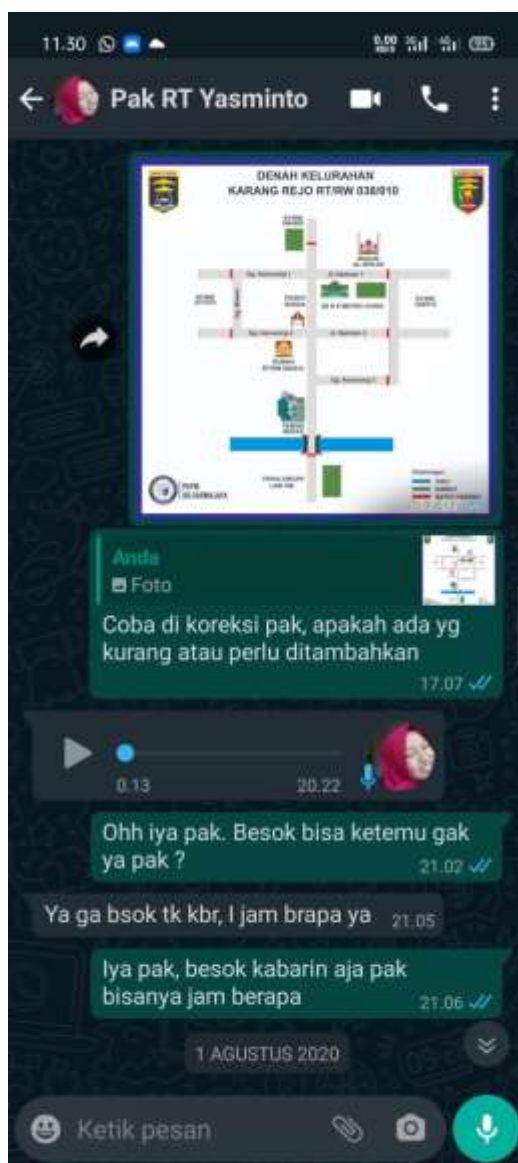 11.30
Pak RT Yasminto
DENAH KELURAHAN
KARANG REJO RT/RW 038/010
Anda
Foto
Coba di koreksi pak, apakah ada yg
kurang atau perlu ditambahkan
17.07
0.13
20.22
Ohh iya pak. Besok bisa ketemu gak
ya pak ?
21.02
Ya ga bsok tk kbr, I jam brapa ya
21.05
Iya pak, besok kabarin aja pak
bisanya jam berapa
21.06
1 AGUSTUS 2020
Ketik pesan